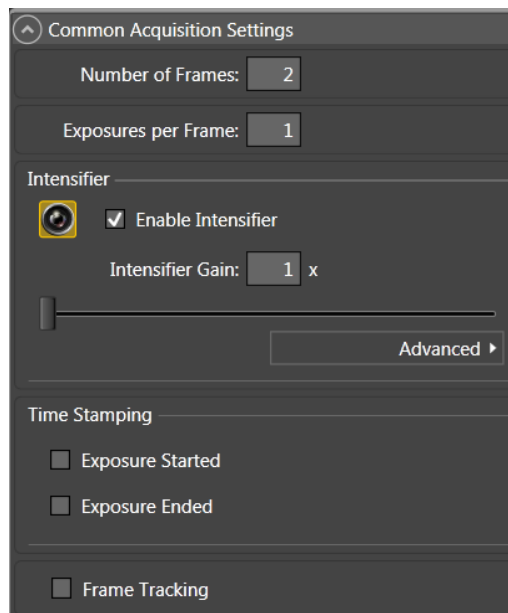 Common Acquisition Settings
Number of Frames: 2
Exposures per Frame: 1
Intensifier
Enable Intensifier
Intensifier Gain: 1 x
Advanced
Time Stamping
Exposure Started
Exposure Ended
Frame Tracking